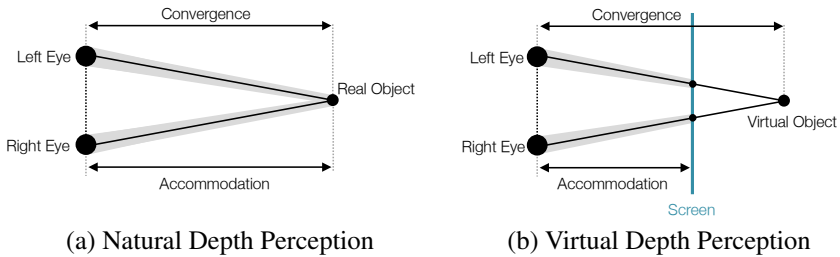 Convergence
Left Eye
Real Object
Right Eye
Accommodation
(a) Natural Depth Perception
Convergence
Left Eye
Virtual Object
Right Eye
Accommodation
Screen
(b) Virtual Depth Perception